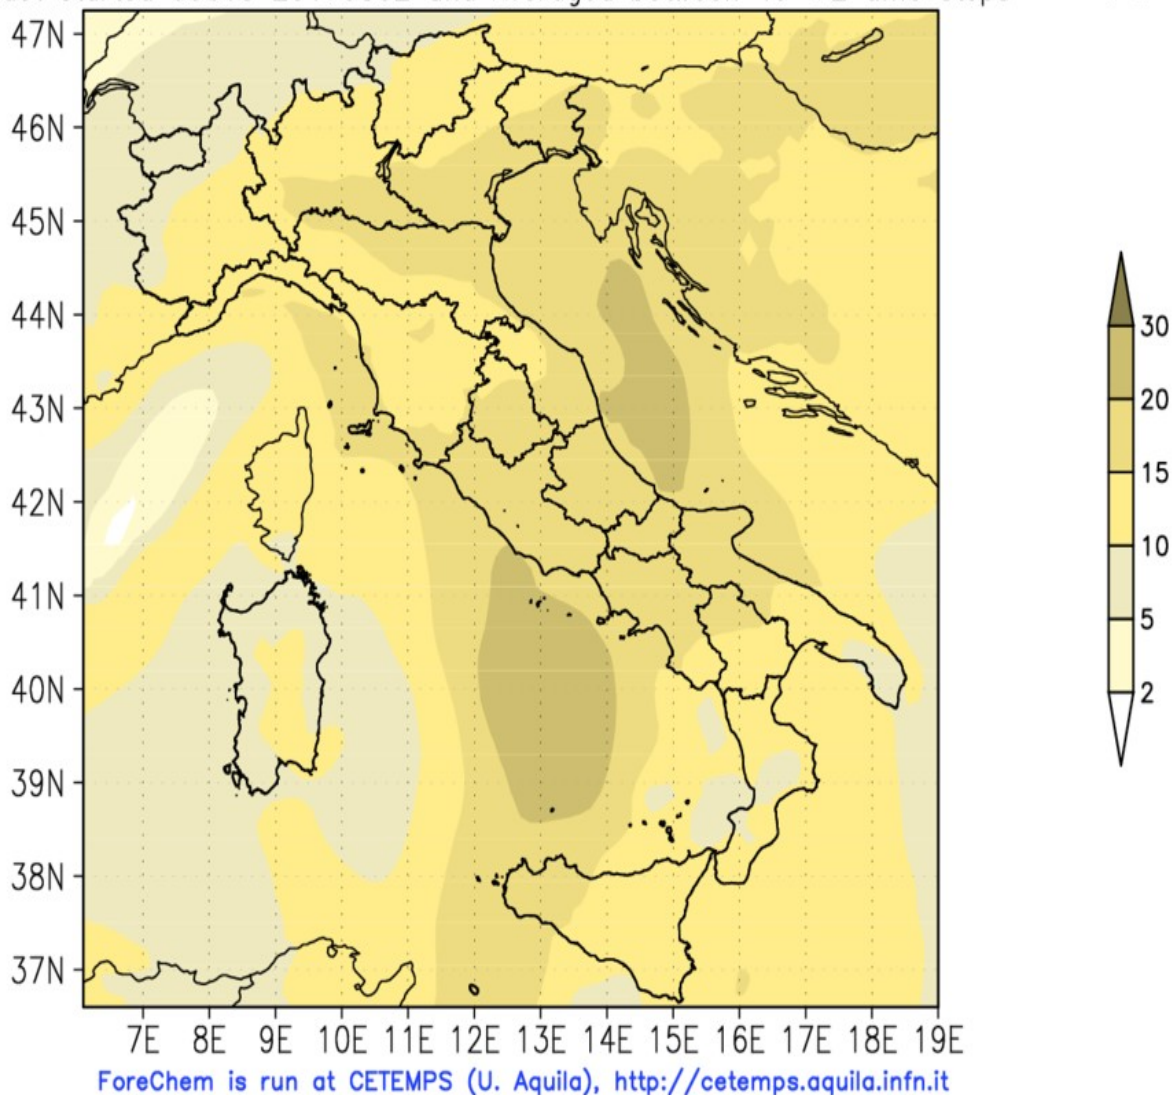 47N
46N
45N
44N
43N
42N
41N
40N
39N
38N
37N
7E 8E 9E 10E 11E 12E 13E 14E 15E 16E 17E 18E 19E
30
20
15
10
5
2
ForeChem is run at CETEMPS (U. Aquila), http://cetemps.aquila.infn.it